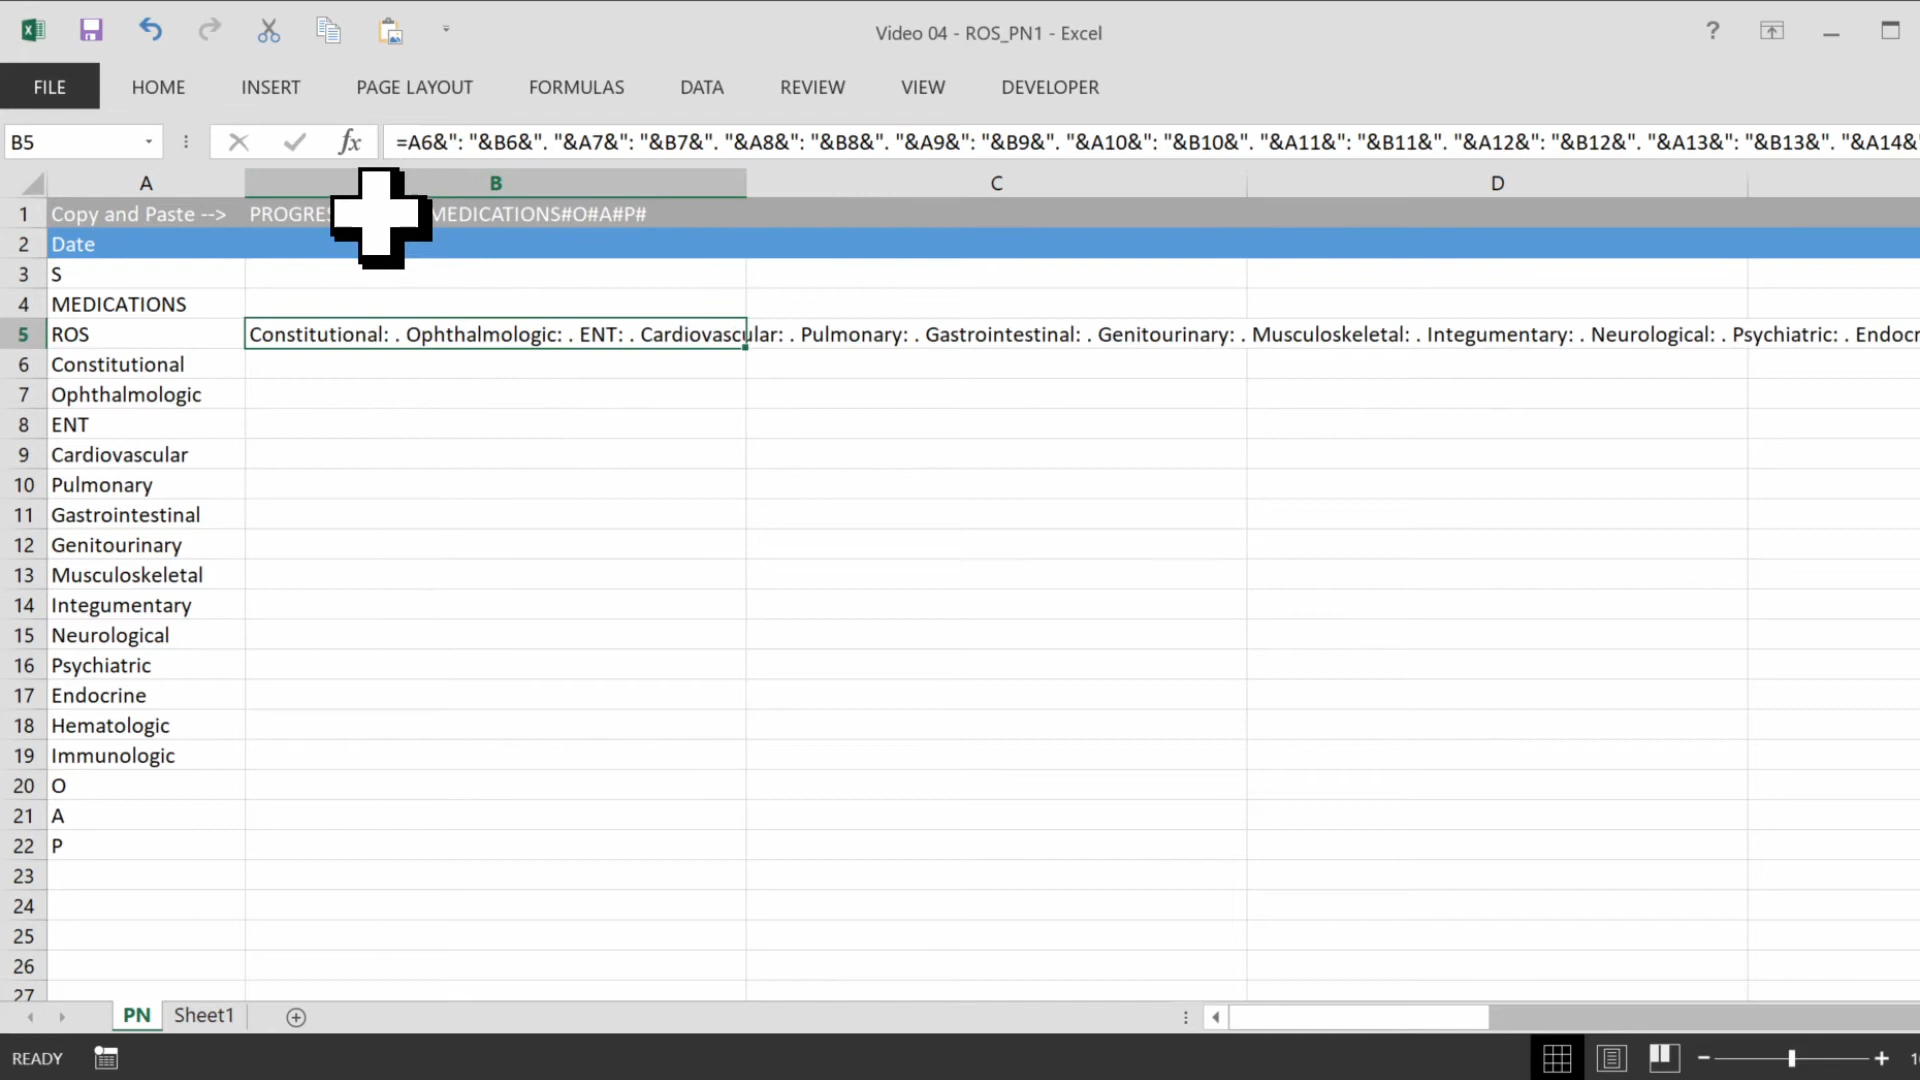 Video 04 - ROS_PN1 - Excel
?
FILE HOME INSERT PAGE LAYOUT FORMULAS DATA REVIEW VIEW DEVELOPER
B5 fx =A6&": "&B6&". "&A7&": "&B7&". "&A8&": "&B8&". "&A9&": "&B9&". "&A10&": "&B10&". "&A11&": "&B11&". "&A12&": "&B12&". "&A13&": "&B13&". "&A14&"
A B C D
1 Copy and Paste --> PROGRES MEDICATIONS#O#A#P#
2 Date
3 S
4 MEDICATIONS
5 ROS Constitutional: . Ophthalmologic: . ENT: . Cardiovascular: . Pulmonary: . Gastrointestinal: . Genitourinary: . Musculoskeletal: . Integumentary: . Neurological: . Psychiatric: . Endocr
6 Constitutional
7 Ophthalmologic
8 ENT
9 Cardiovascular
10 Pulmonary
11 Gastrointestinal
12 Genitourinary
13 Musculoskeletal
14 Integumentary
15 Neurological
16 Psychiatric
17 Endocrine
18 Hematologic
19 Immunologic
20 O
21 A
22 P
23
24
25
26
27
PN Sheet1
READY